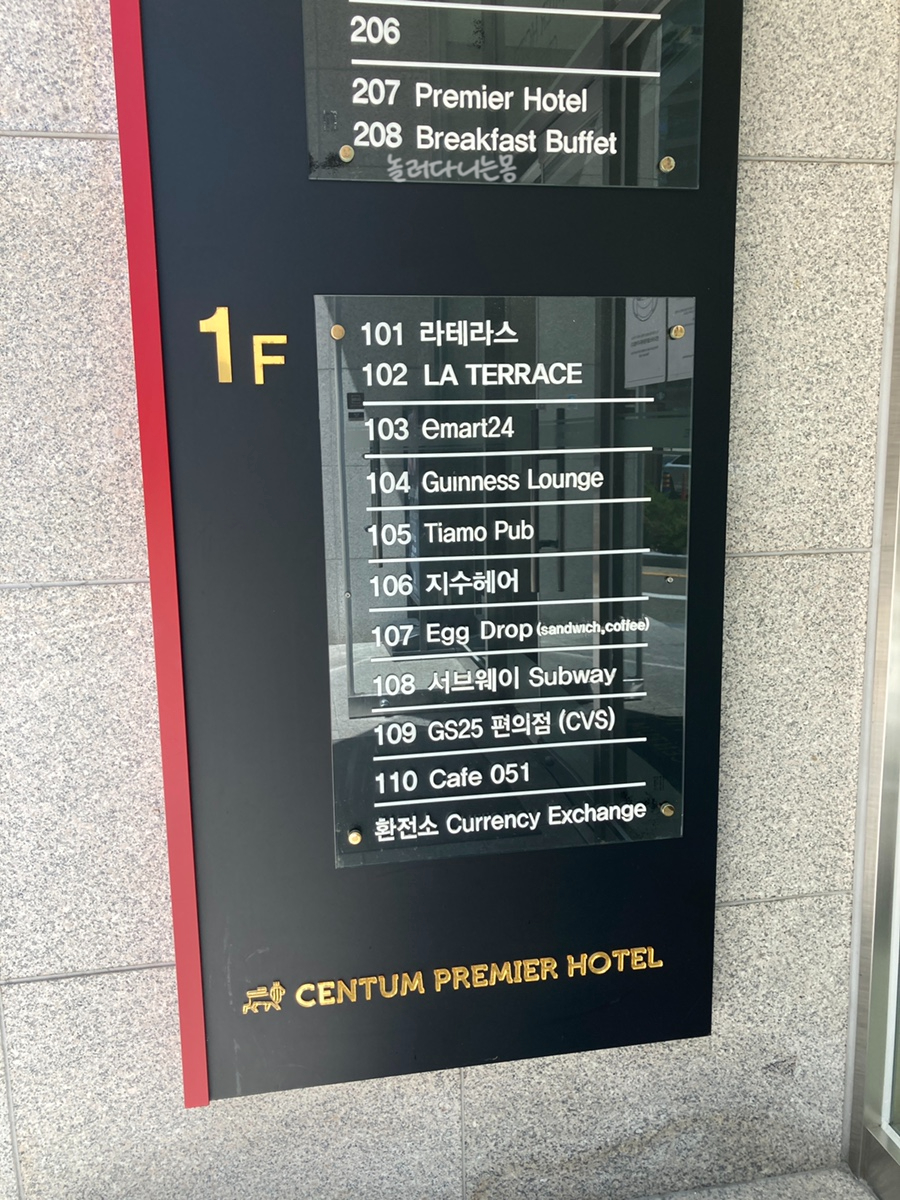 206
207 Premier Hotel
208 Breakfast Buffet
놀러다니는몽
1F
101 라테라스
102 LA TERRACE
103 emart24
104 Guinness Lounge
105 Tiamo Pub
106 지수헤어
107 Egg Drop (sandwich,coffee)
108 서브웨이 Subway
109 GS25 편의점 (CVS)
110 Cafe 051
환전소 Currency Exchange
CENTUM PREMIER HOTEL